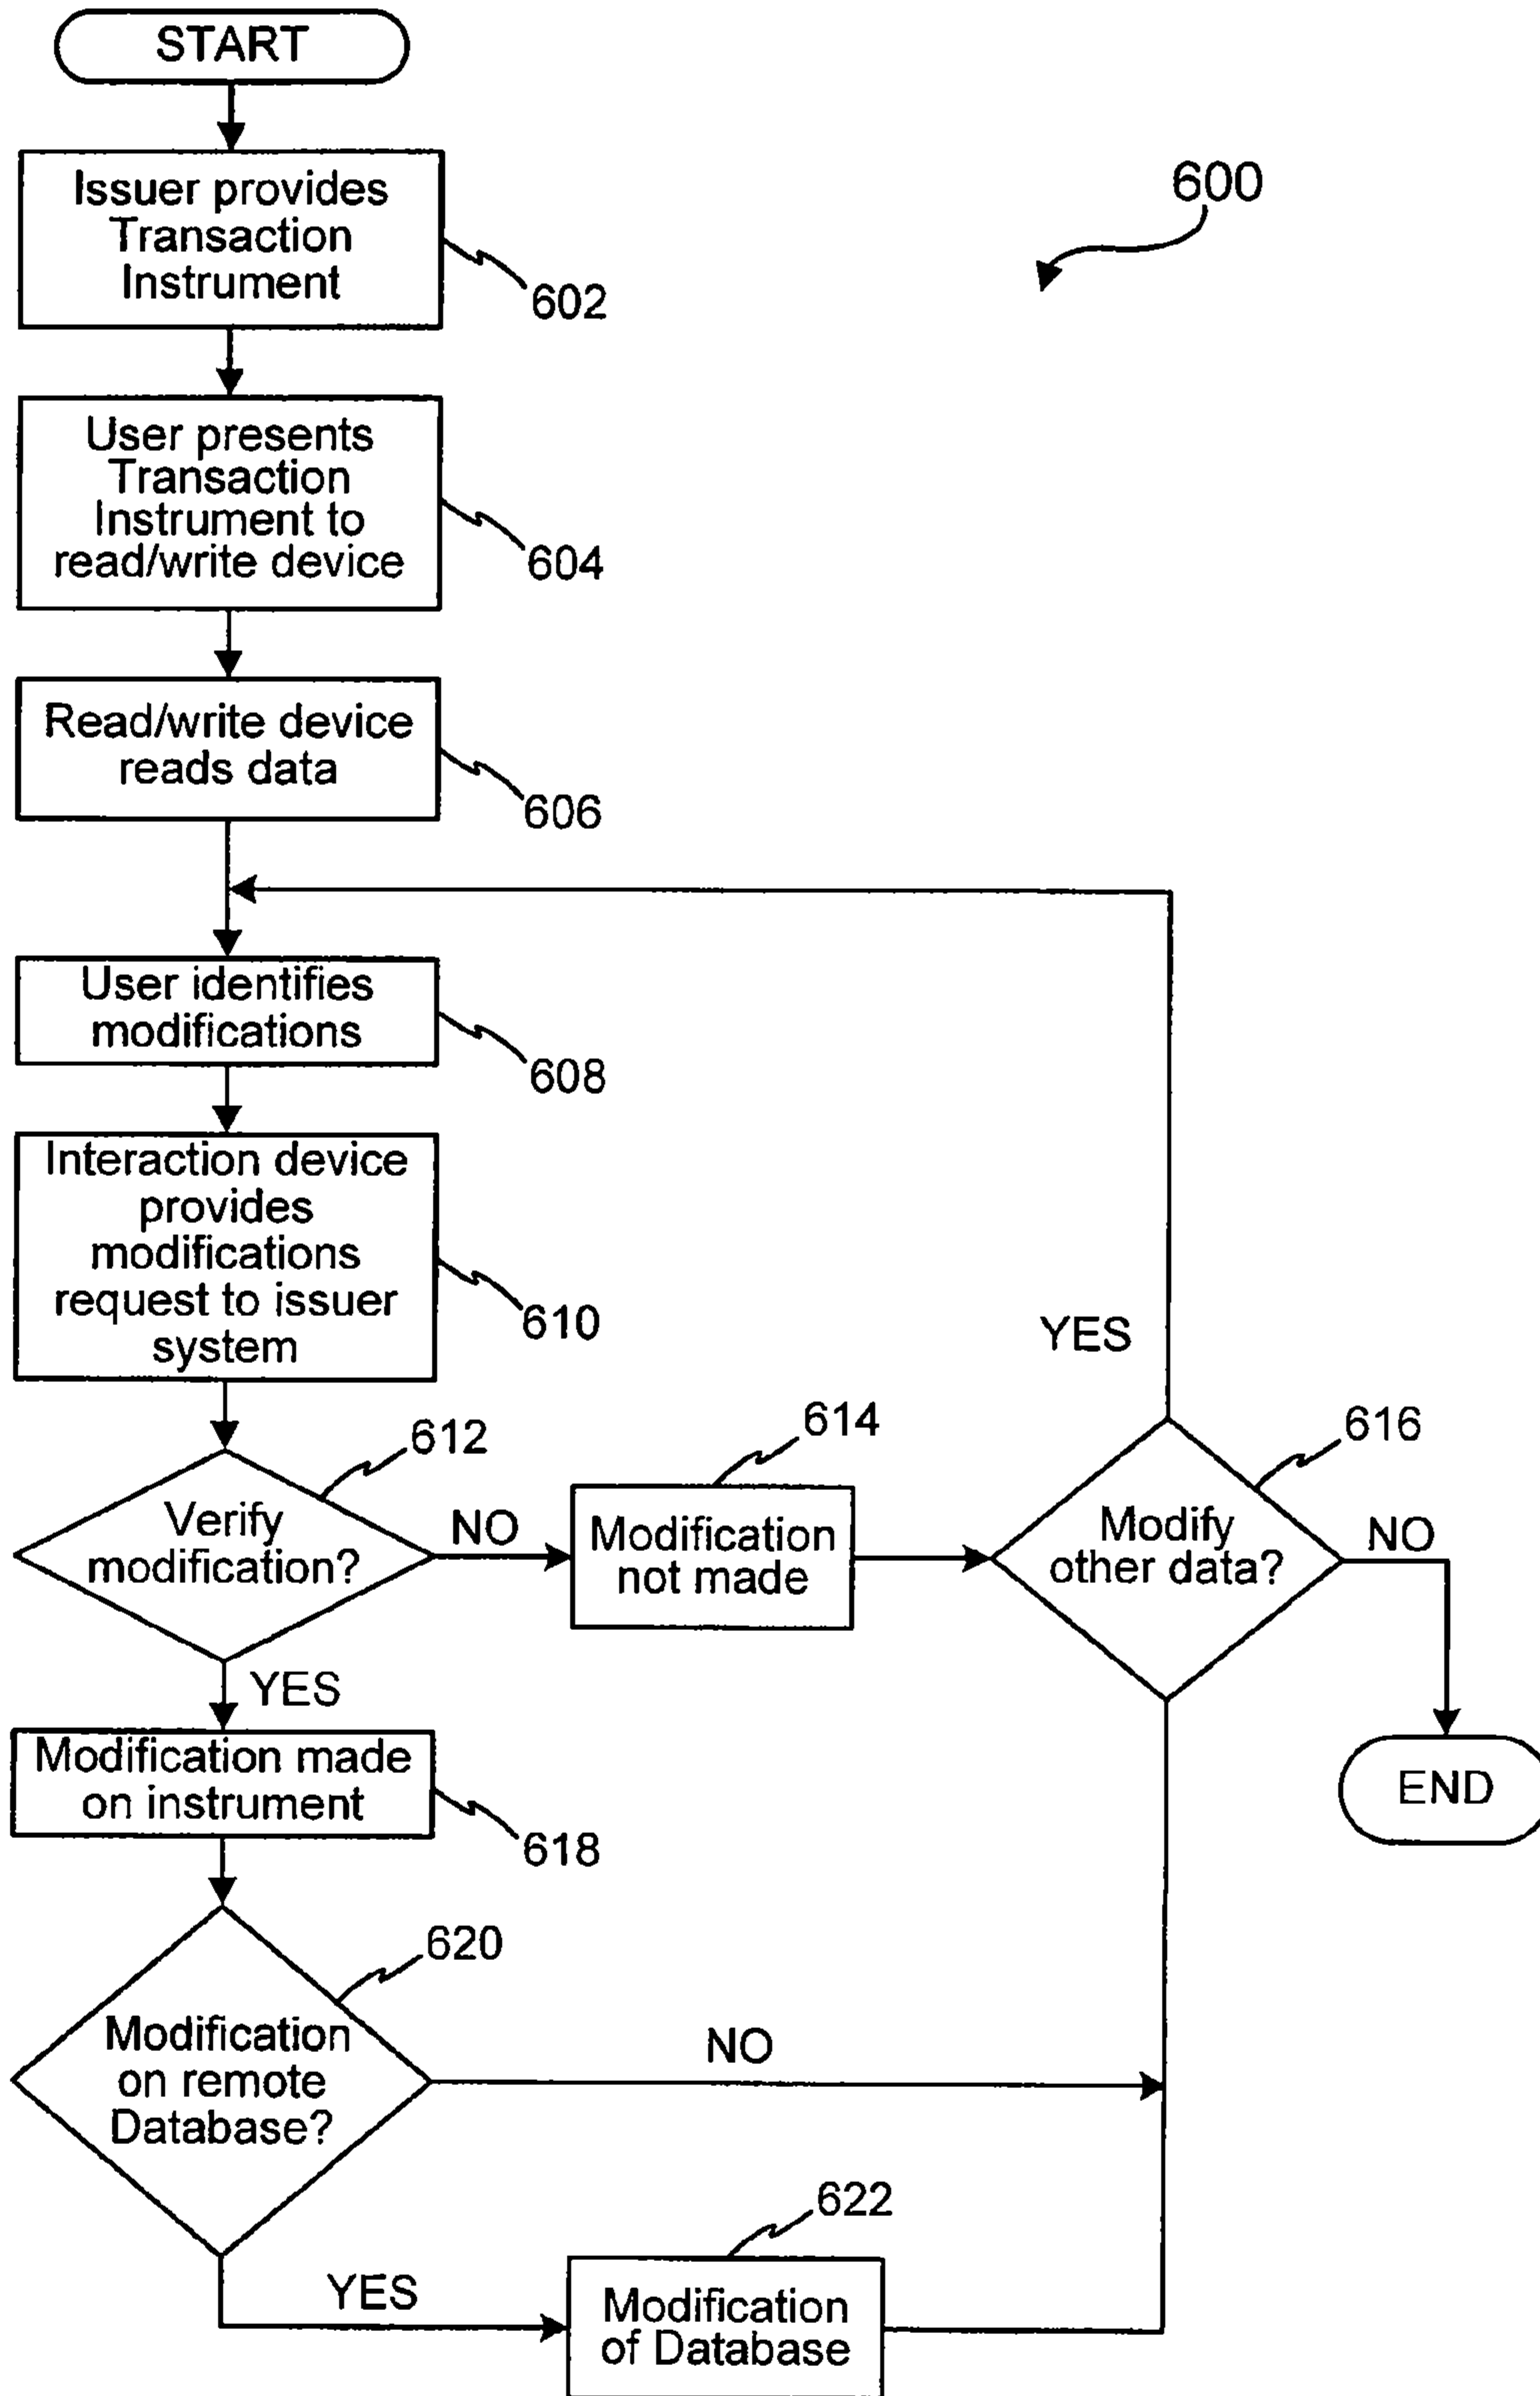 START
Issuer provides
Transaction
Instrument
602
600
User presents
Transaction
Instrument to
read/write device
604
Read/write device
reads data
606
User identifies
modifications
608
Interaction device
provides
modifications
request to issuer
system
610
YES
612
Verify
modification?
NO
614
Modification
not made
616
Modify
other data?
NO
END
YES
Modification made
on instrument
618
620
Modification
on remote
Database?
NO
YES
622
Modification
of Database